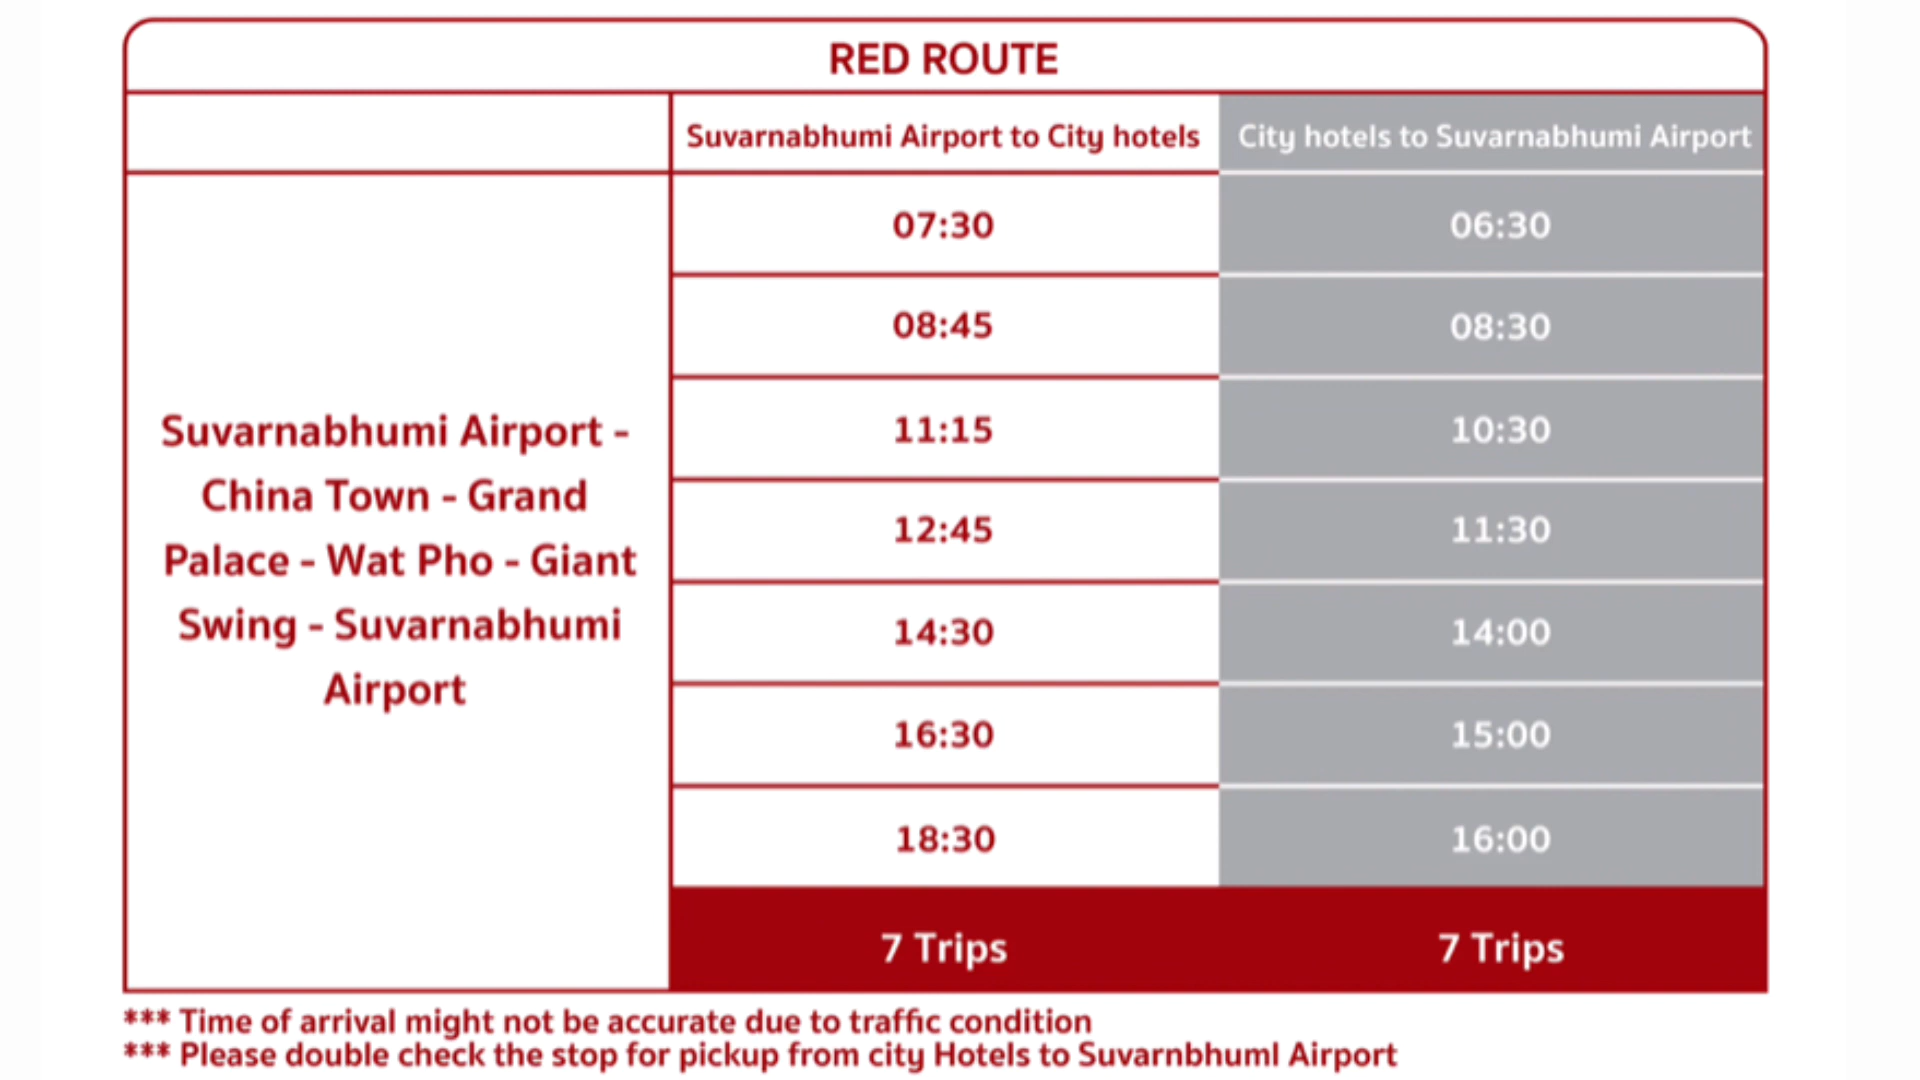 RED ROUTE
Suvarnabhumi Airport to City hotels
City hotels to Suvarnabhumi Airport
Suvarnabhumi Airport -
China Town - Grand
Palace - Wat Pho - Giant
Swing - Suvarnabhumi
Airport
07:30
06:30
08:45
08:30
11:15
10:30
12:45
11:30
14:30
14:00
16:30
15:00
18:30
16:00
7 Trips
7 Trips
*** Time of arrival might not be accurate due to traffic condition
*** Please double check the stop for pickup from city Hotels to Suvarnbhuml Airport